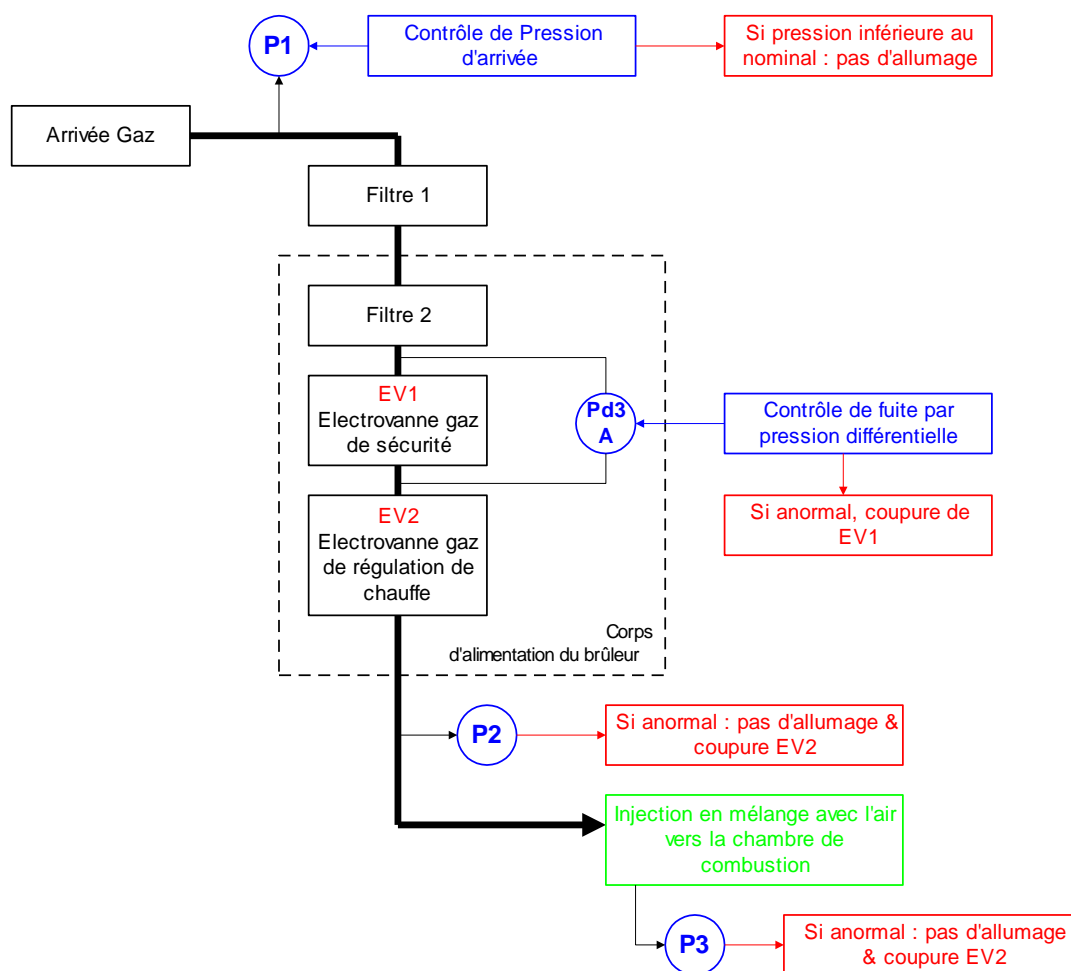 P1
Contrôle de Pression
d'arrivée
Si pression inférieure au
nominal : pas d'allumage
Arrivée Gaz
Filtre 1
Filtre 2
EV1
Electrovanne gaz
de sécurité
Pd3
A
Contrôle de fuite par
pression différentielle
Si anormal, coupure de
EV1
EV2
Electrovanne gaz
de régulation de
chauffe
Corps
d'alimentation du brûleur
P2
Si anormal : pas d'allumage &
coupure EV2
Injection en mélange avec l'air
vers la chambre de
combustion
P3
Si anormal : pas d'allumage
& coupure EV2